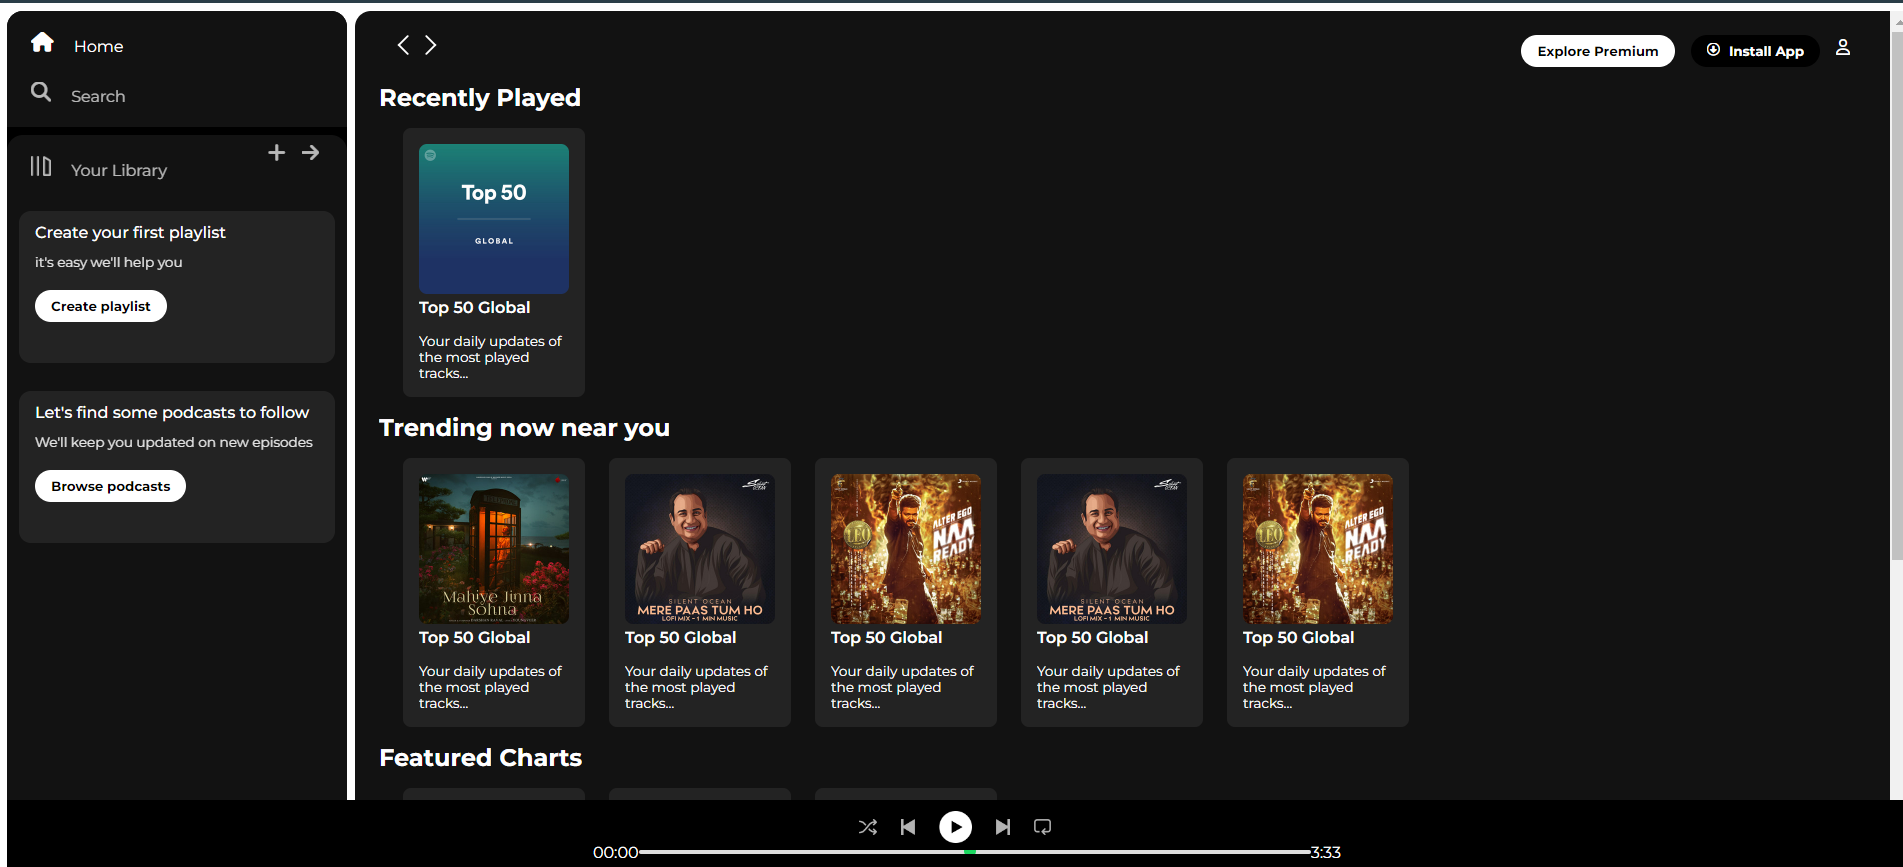 Home
Search
Your Library
Create your first playlist
it's easy we'll help you
Create playlist
Let's find some podcasts to follow
We'll keep you updated on new episodes
Browse podcasts
Explore Premium
Install App
Recently Played
Top 50
GLOBAL
Top 50 Global
Your daily updates of
the most played
tracks...
Trending now near you
Mahiye Jinna
Sohna
Top 50 Global
Your daily updates of
the most played
tracks...
SILENT OCEAN
MERE PAAS TUM HO
LOFI MIX - 1 MIN MUSIC
Top 50 Global
Your daily updates of
the most played
tracks...
LEO
ALTER EGO
NAA
READY
Top 50 Global
Your daily updates of
the most played
tracks...
SILENT OCEAN
MERE PAAS TUM HO
LOFI MIX - 1 MIN MUSIC
Top 50 Global
Your daily updates of
the most played
tracks...
LEO
ALTER EGO
NAA
READY
Top 50 Global
Your daily updates of
the most played
tracks...
Featured Charts
00:00
3:33